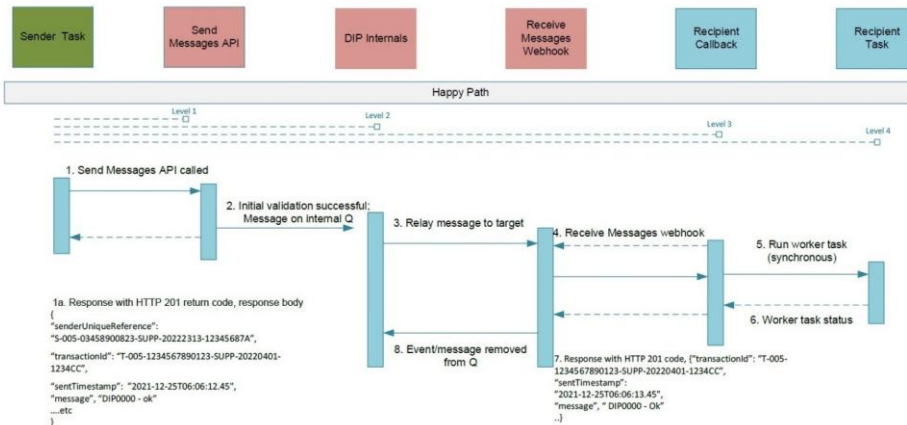 Sender Task
Send
Messages API
DIP Internals
Receive
Messages
Webhook
Recipient
Callback
Recipient
Task
Happy Path
Level 1
Level 2
Level 3
Level 4
1. Send Messages API called
2. Initial validation successful;
Message on internal Q
3. Relay message to target
4. Receive Messages webhook
5. Run worker task
(synchronous)
6. Worker task status
8. Event/message removed
from Q
1a. Response with HTTP 201 return code, response body
{
"senderUniqueReference":
"S-005-03458900823-SUPP-20222313-12345687A",
"transactionId": "T-005-1234567890123-SUPP-20220401-
1234CC",
"sentTimestamp": "2021-12-25T06:06:12.45",
"message", "DIP0000 - ok"
....etc
}
7. Response with HTTP 201 code, {"transactionId": "T-005-
1234567890123-SUPP-20220401-1234CC",
"sentTimestamp":
"2021-12-25T06:06:13.45",
"message", " DIP0000 - Ok"
..}